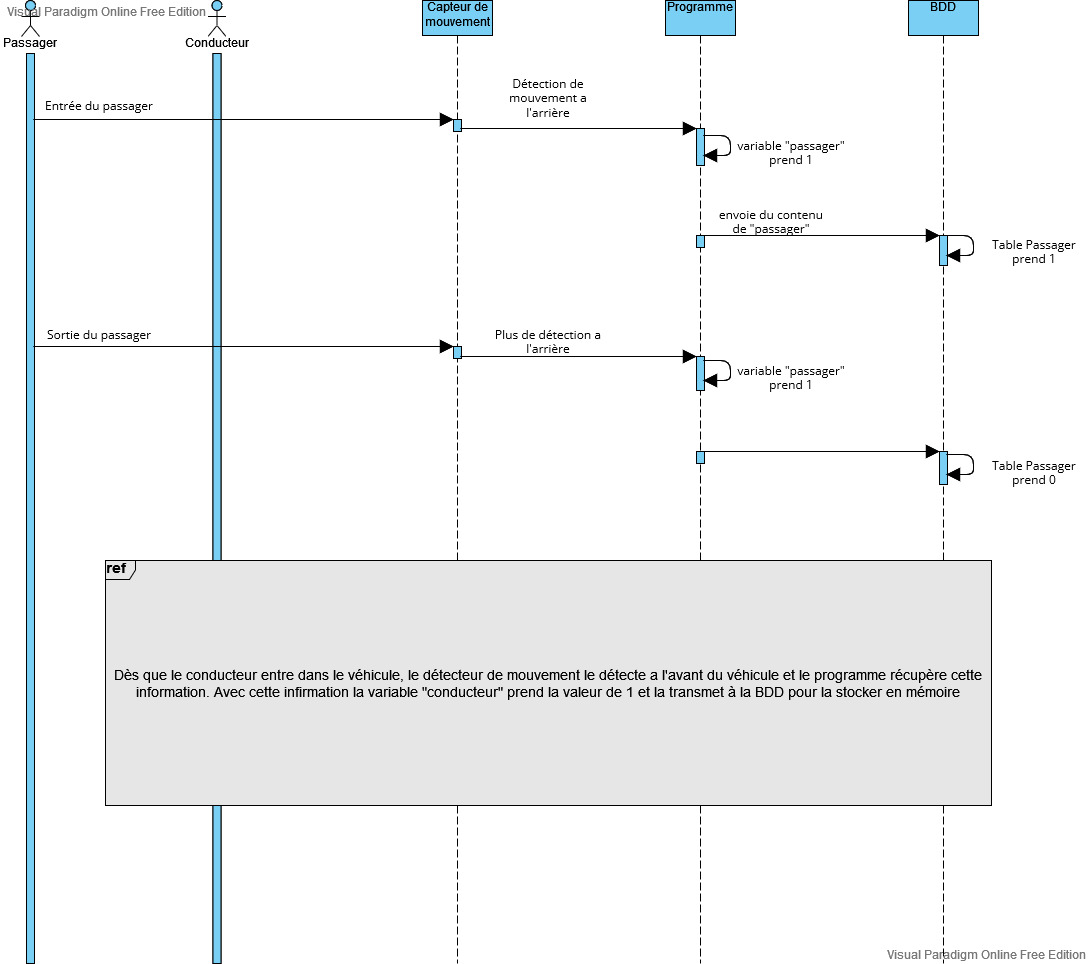 Visual Paradigm Online Free Edition
Passager
Conducteur
Capteur de
mouvement
Programme
BDD
Entrée du passager
Détection de
mouvement a
l'arrière
variable "passager"
prend 1
envoie du contenu
de "passager"
Table Passager
prend 1
Sortie du passager
Plus de détection a
l'arrière
variable "passager"
prend 1
Table Passager
prend 0
ref
Dès que le conducteur entre dans le véhicule, le détecteur de mouvement le détecte a l'avant du véhicule et le programme récupère cette
information. Avec cette infirmation la variable "conducteur" prend la valeur de 1 et la transmet à la BDD pour la stocker en mémoire
Visual Paradigm Online Free Edition